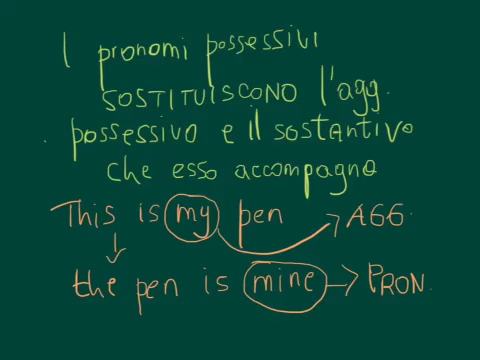 I pronomi possessivi
SOSTITUISCONO l'agg.
possessivo e il sostantivo
che esso accompagna
This is my pen → AGG.
↓
the pen is mine → PRON.